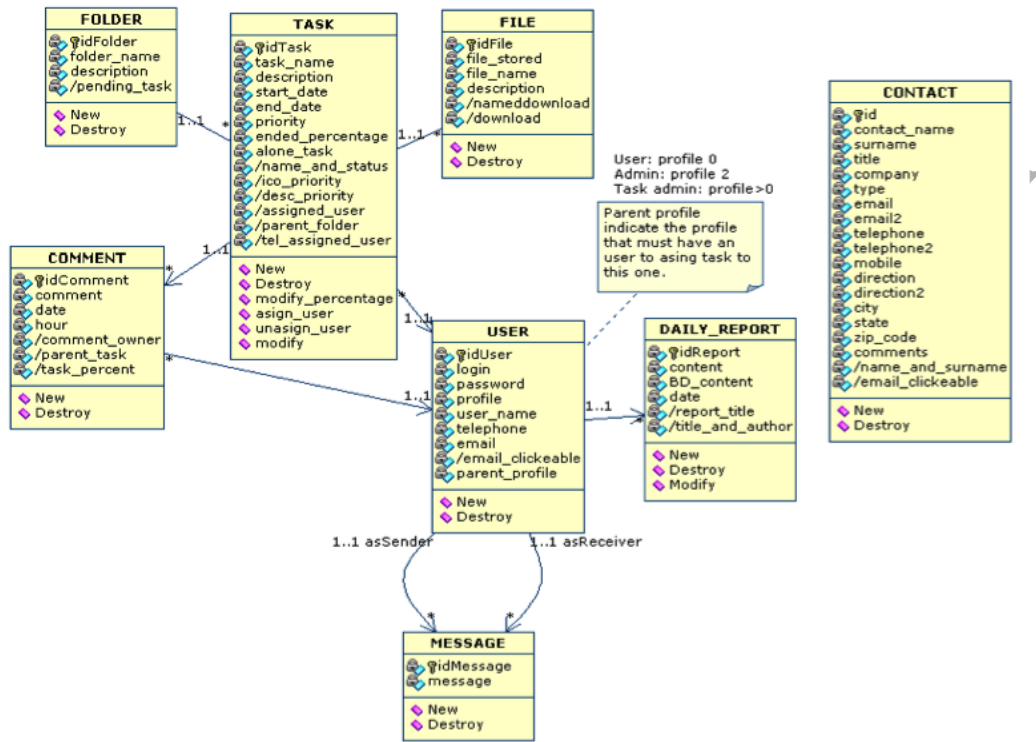 FOLDER
idFolder
folder_name
description
/pending_task
New
Destroy
1..1
*
TASK
idTask
task_name
description
start_date
end_date
priority
ended_percentage
alone_task
/name_and_status
/ico_priority
/desc_priority
/assigned_user
/parent_folder
/tel_assigned_user
New
Destroy
modify_percentage
asign_user
unasign_user
modify
1..1
*
FILE
idFile
file_stored
file_name
description
/nameddownload
/download
New
Destroy
User: profile 0
Admin: profile 2
Task admin: profile>0
Parent profile
indicate the profile
that must have an
user to asing task to
this one.
CONTACT
id
contact_name
surname
title
company
type
email
email2
telephone
telephone2
mobile
direction
direction2
city
state
zip_code
comments
/name_and_surname
/email_clickeable
New
Destroy
1..1
*
COMMENT
idComment
comment
date
hour
/comment_owner
/parent_task
/task_percent
New
Destroy
*
1..1
*
1..1
USER
idUser
login
password
profile
user_name
telephone
email
/email_clickeable
parent_profile
New
Destroy
1..1
*
DAILY_REPORT
idReport
content
BD_content
date
/report_title
/title_and_author
New
Destroy
Modify
1..1 asSender
1..1 asReceiver
*
*
MESSAGE
idMessage
message
New
Destroy